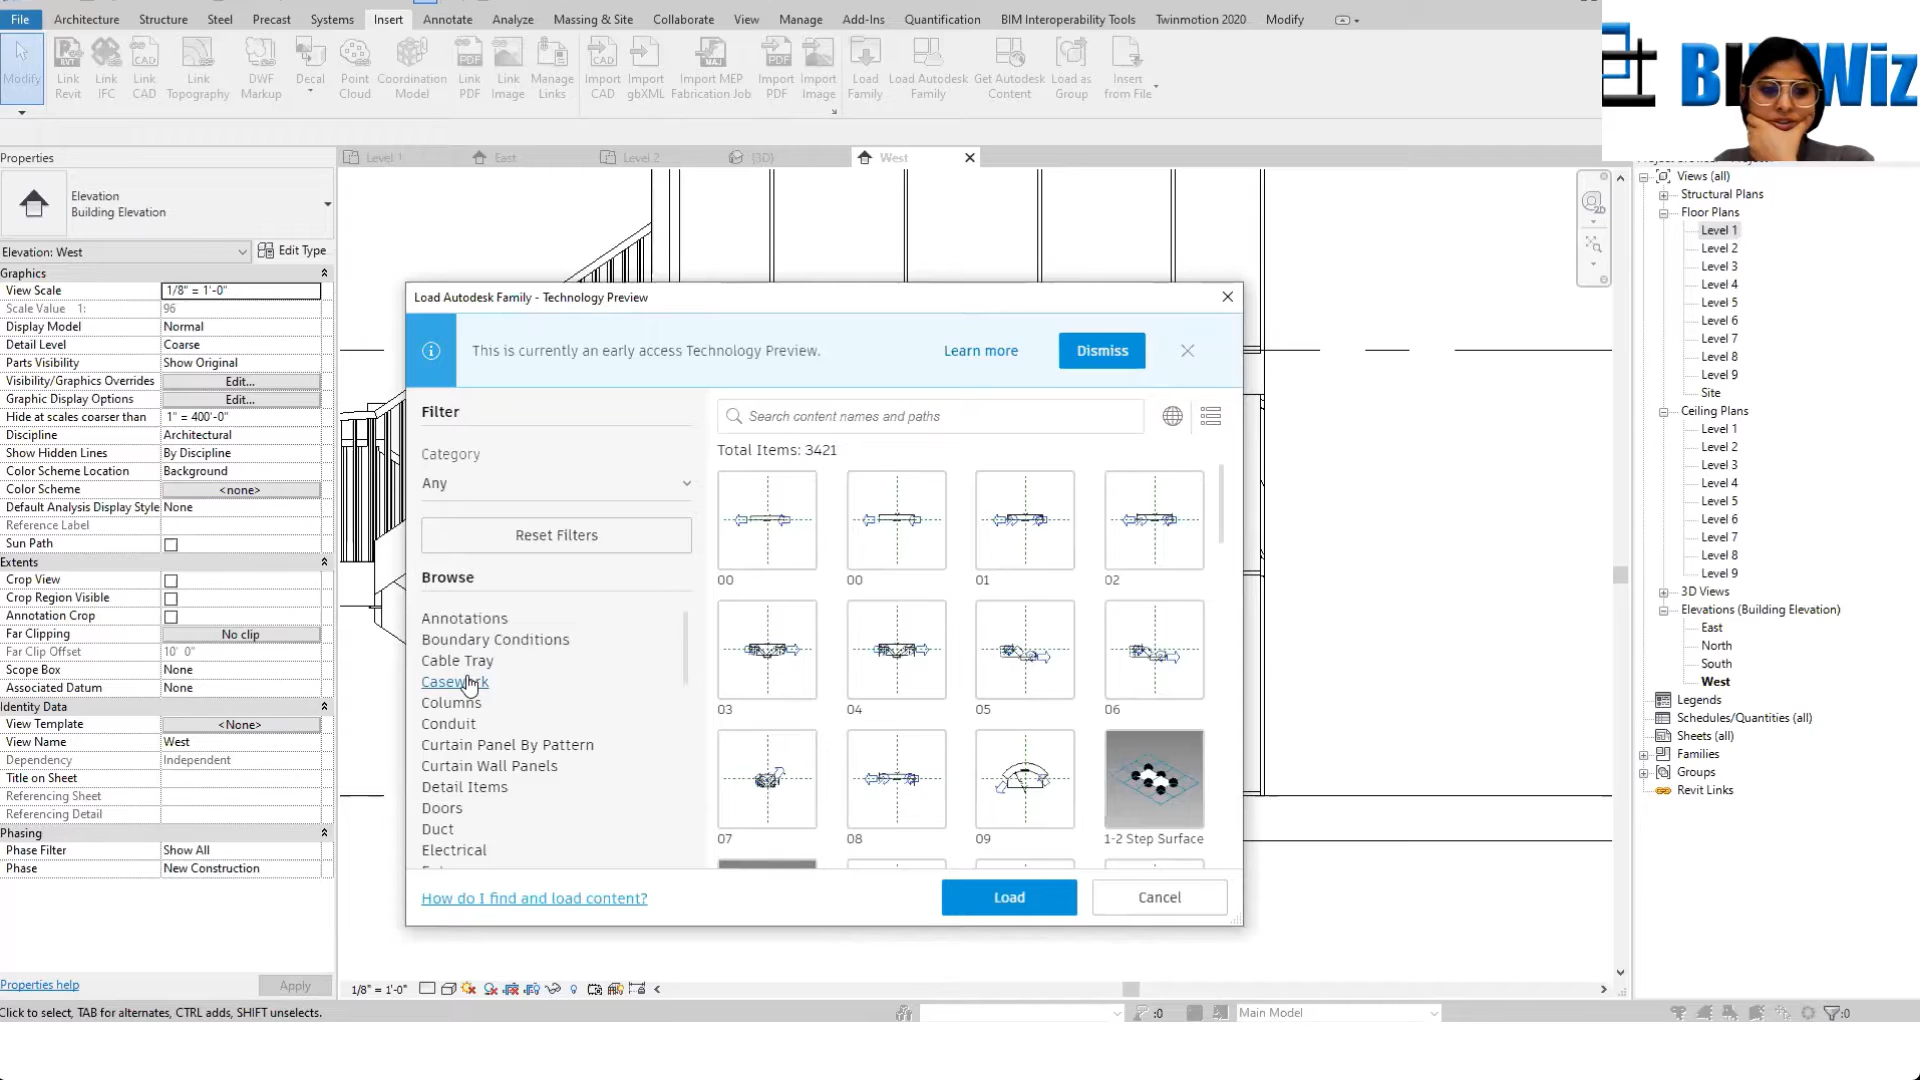 File Architecture Structure Steel Precast Systems Insert Annotate Analyze Massing & Site Collaborate View Manage Add-Ins Quantification BIM Interoperability Tools Twinmotion 2020 Modify
Modify
Link Revit
Link IFC
Link CAD
Link Topography
DWF Markup
Decal
Point Cloud
Coordination Model
Link PDF
Link Image
Manage Links
Import CAD
Import gbXML
Import MEP Fabrication Job
Import PDF
Import Image
Load Family
Load Autodesk Family
Get Autodesk Content
Load as Group
Insert from File
Wiz
Properties
Level 1 East Level 2 {3D} West
Elevation
Building Elevation
Elevation: West Edit Type
Graphics
View Scale 1/8" = 1'-0"
Scale Value 1: 96
Display Model Normal
Detail Level Coarse
Parts Visibility Show Original
Visibility/Graphics Overrides Edit...
Graphic Display Options Edit...
Hide at scales coarser than 1" = 400'-0"
Discipline Architectural
Show Hidden Lines By Discipline
Color Scheme Location Background
Color Scheme <none>
Default Analysis Display Style None
Reference Label
Sun Path
Extents
Crop View
Crop Region Visible
Annotation Crop
Far Clipping No clip
Far Clip Offset 10' 0"
Scope Box None
Associated Datum None
Identity Data
View Template <None>
View Name West
Dependency Independent
Title on Sheet
Referencing Sheet
Referencing Detail
Phasing
Phase Filter Show All
Phase New Construction
Properties help Apply
Load Autodesk Family - Technology Preview
This is currently an early access Technology Preview. Learn more Dismiss
Filter
Category
Any
Reset Filters
Browse
Annotations
Boundary Conditions
Cable Tray
Casework
Columns
Conduit
Curtain Panel By Pattern
Curtain Wall Panels
Detail Items
Doors
Duct
Electrical
Search content names and paths
Total Items: 3421
00 00 01 02
03 04 05 06
07 08 09 1-2 Step Surface
How do I find and load content? Load Cancel
2D
Views (all)
Structural Plans
Floor Plans
Level 1
Level 2
Level 3
Level 4
Level 5
Level 6
Level 7
Level 8
Level 9
Site
Ceiling Plans
Level 1
Level 2
Level 3
Level 4
Level 5
Level 6
Level 7
Level 8
Level 9
3D Views
Elevations (Building Elevation)
East
North
South
West
Legends
Schedules/Quantities (all)
Sheets (all)
Families
Groups
Revit Links
1/8" = 1'-0"
Click to select, TAB for alternates, CTRL adds, SHIFT unselects. :0 Main Model :0